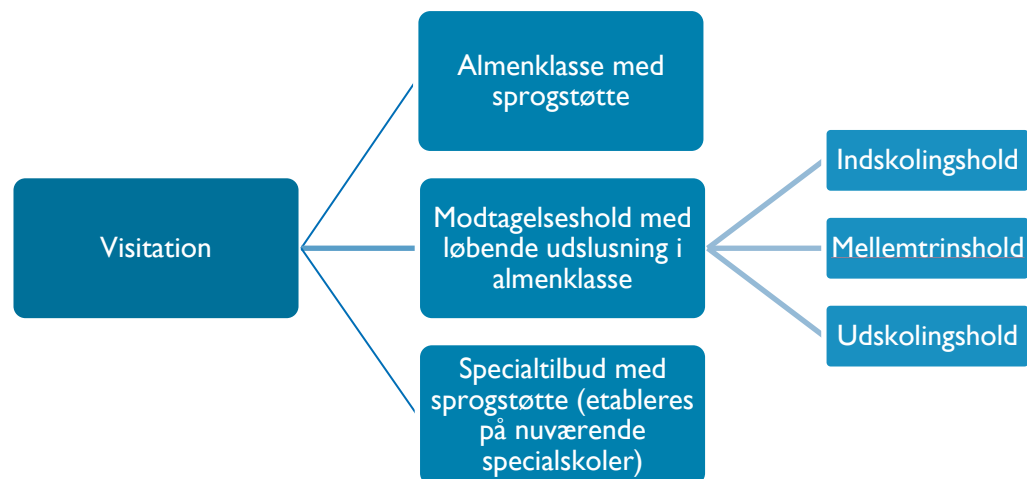 Visitation
Almenklasse med
sprogstøtte
Modtagelseshold med
løbende udslusning i
almenklasse
Specialtilbud med
sprogstøtte (etableres
på nuværende
specialskoler)
Indskolingshold
Mellemtrinshold
Udskolingshold